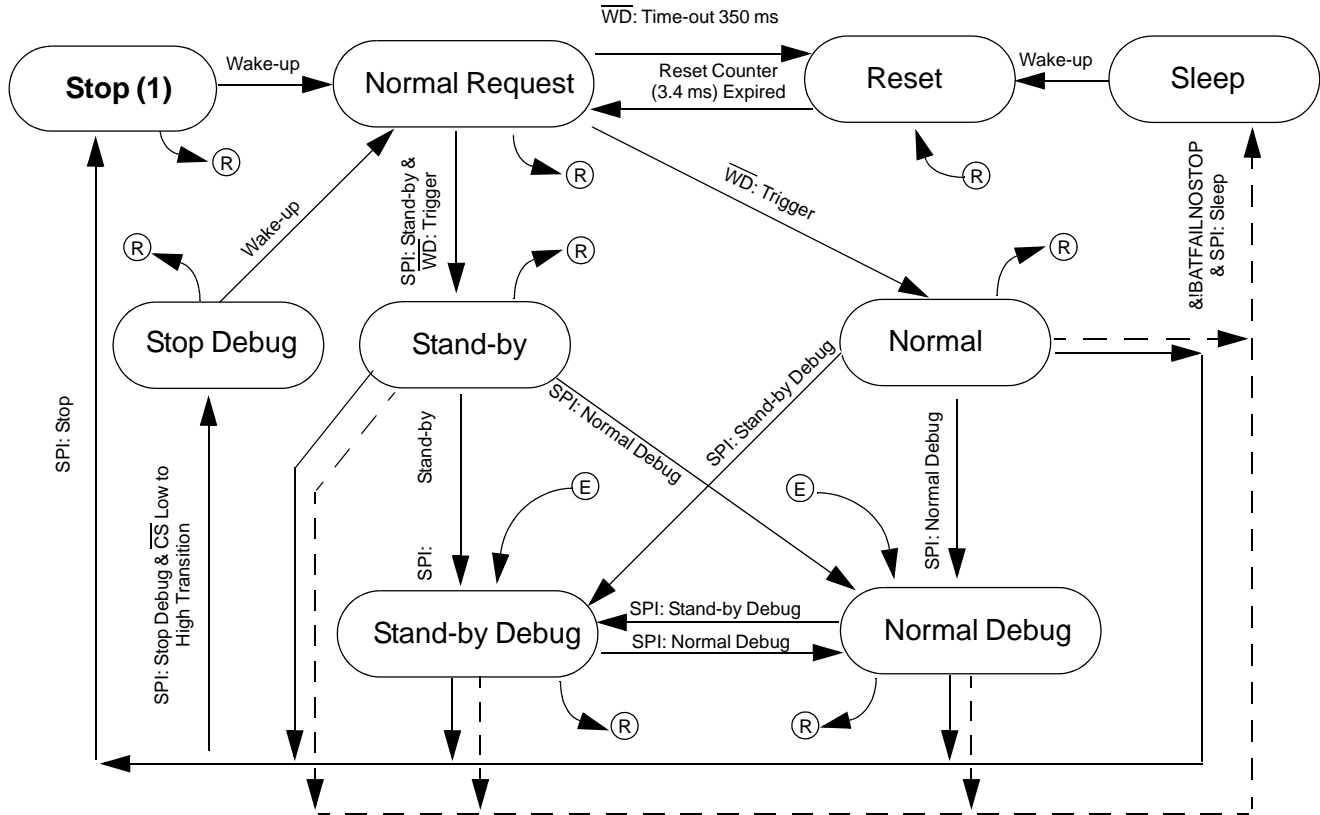 WD: Time-out 350 ms
Stop (1)
Wake-up
Normal Request
Reset Counter
(3.4 ms) Expired
Reset
Wake-up
Sleep
R
R
R
SPI: Stand-by &
WD: Trigger
WD: Trigger
&!BATFAILNOSTOP
& SPI: Sleep
Wake-up
R
R
R
Stop Debug
Stand-by
Normal
SPI: Stop
SPI: Stop Debug & CS Low to
High Transition
SPI: Stand-by
SPI: Normal Debug
SPI: Stand-by Debug
SPI: Normal Debug
E
E
Stand-by Debug
SPI: Stand-by Debug
SPI: Normal Debug
Normal Debug
R
R